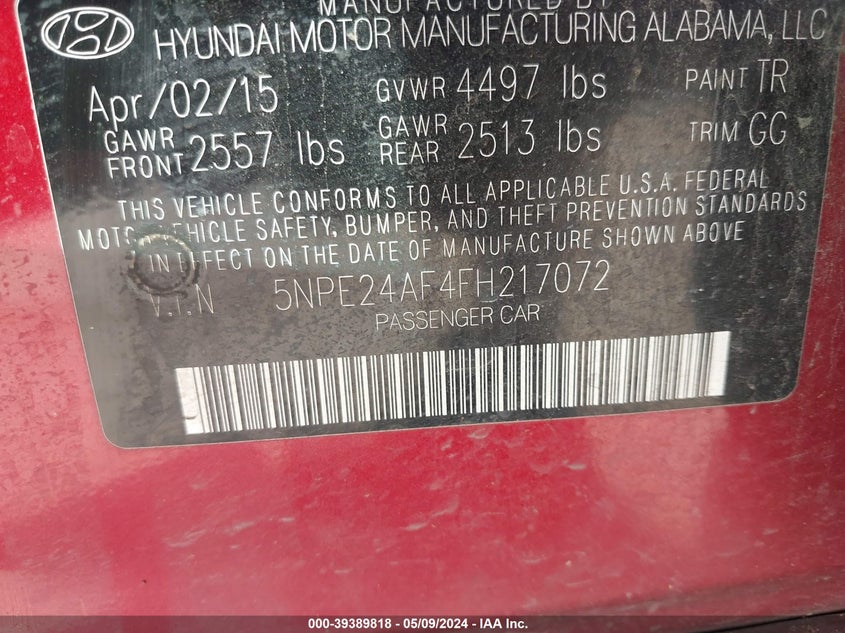 MANUFACTURED BY
HYUNDAI MOTOR MANUFACTURING ALABAMA, LLC
Apr/02/15 GVWR 4497 lbs PAINT TR
GAWR FRONT 2557 lbs GAWR REAR 2513 lbs TRIM GG
THIS VEHICLE CONFORMS TO ALL APPLICABLE U.S.A. FEDERAL
MOTOR VEHICLE SAFETY, BUMPER, AND THEFT PREVENTION STANDARDS
IN EFFECT ON THE DATE OF MANUFACTURE SHOWN ABOVE
V.I.N 5NPE24AF4FH217072
PASSENGER CAR
000-39389818 - 05/09/2024 - IAA, Inc.